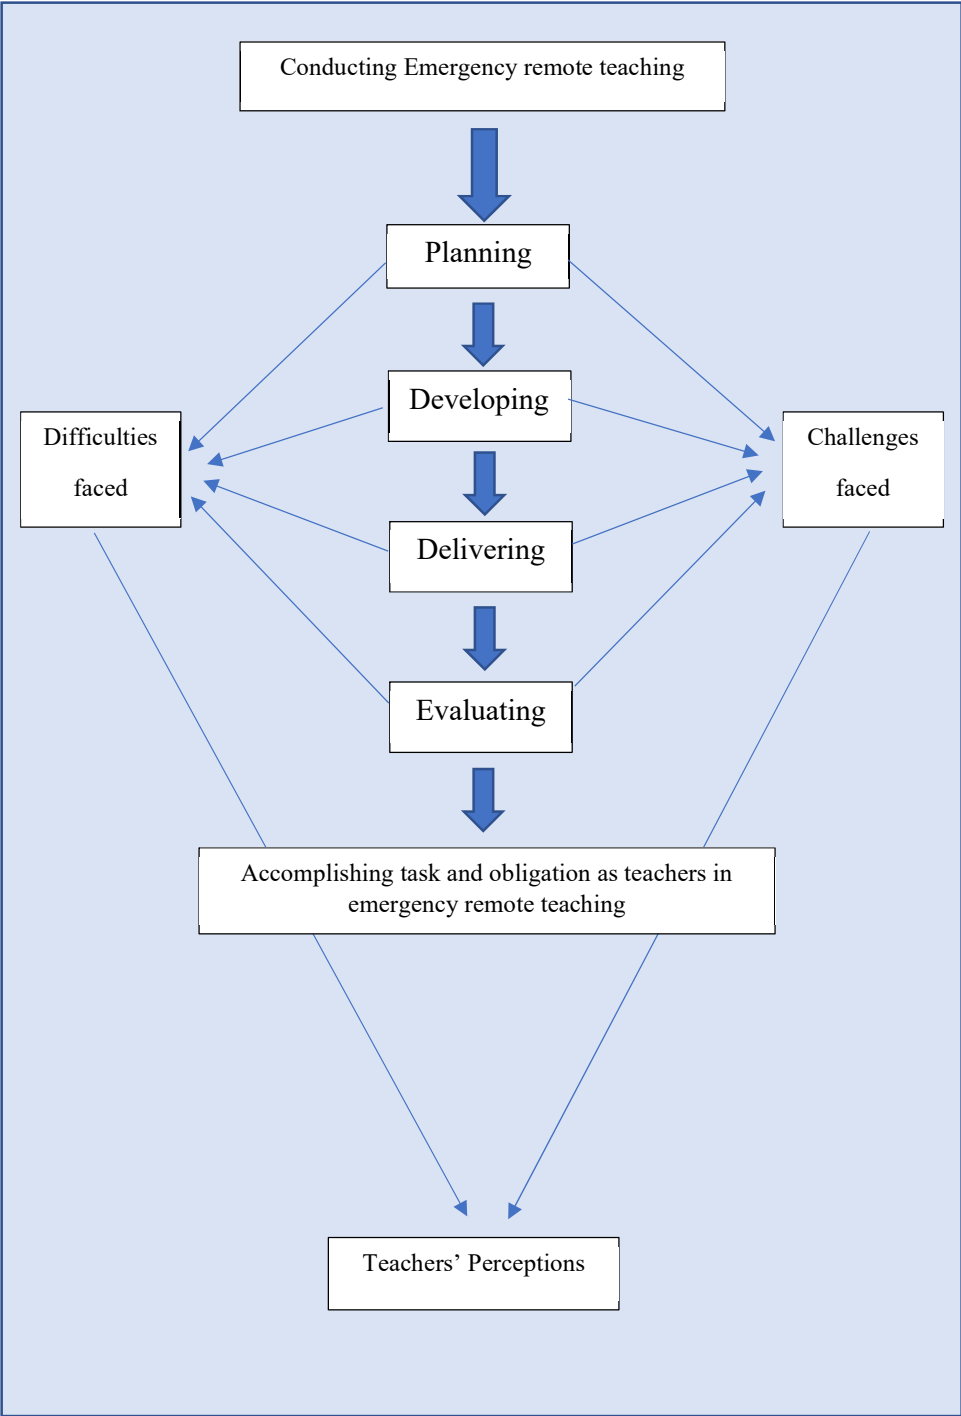 Conducting Emergency remote teaching
Planning
Developing
Difficulties
faced
Challenges
faced
Delivering
Evaluating
Accomplishing task and obligation as teachers in
emergency remote teaching
Teachers’ Perceptions